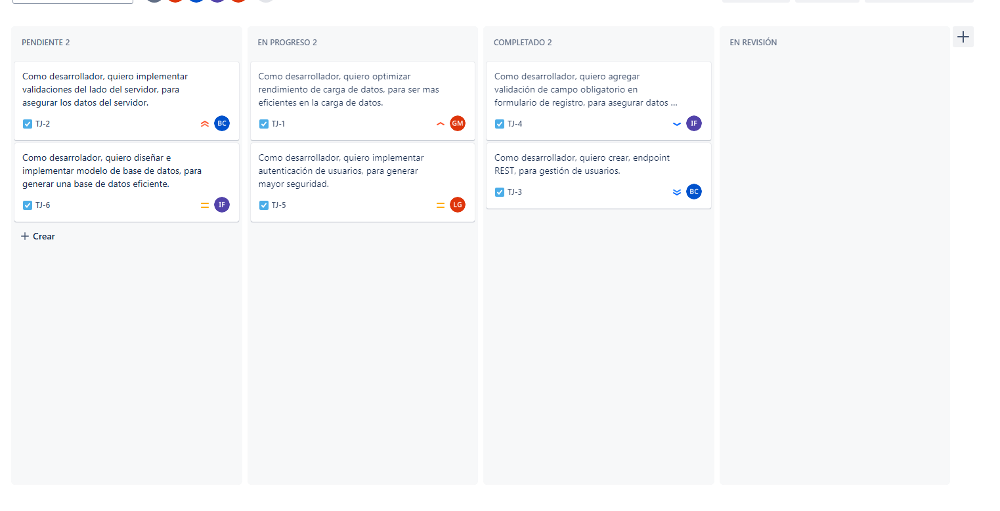 PENDIENTE 2
Como desarrollador, quiero implementar
validaciones del lado del servidor, para
asegurar los datos del servidor.
TJ-2
BC
Como desarrolador, quiero diseñar e
implementar modelo de base de datos, para
generar una base de datos eficiente.
TJ-6
IF
Crear
EN PROGRESO 2
Como desarrollador, quiero optimizar
rendimiento de carga de datos, para ser mas
eficientes en la carga de datos.
TJ-1
GM
Como desarrollador, quiero implementar
autenticación de usuarios, para generar
mayor seguridad.
TJ-5
LG
COMPLETADO 2
Como desarrollador, quiero agregar
validación de campo obligatorio en
formulario de registro, para asegurar datos ...
TJ-4
IF
Como desarrollador, quiero crear, endpoint
REST, para gestión de usuarios.
TJ-3
BC
EN REVISIÓN